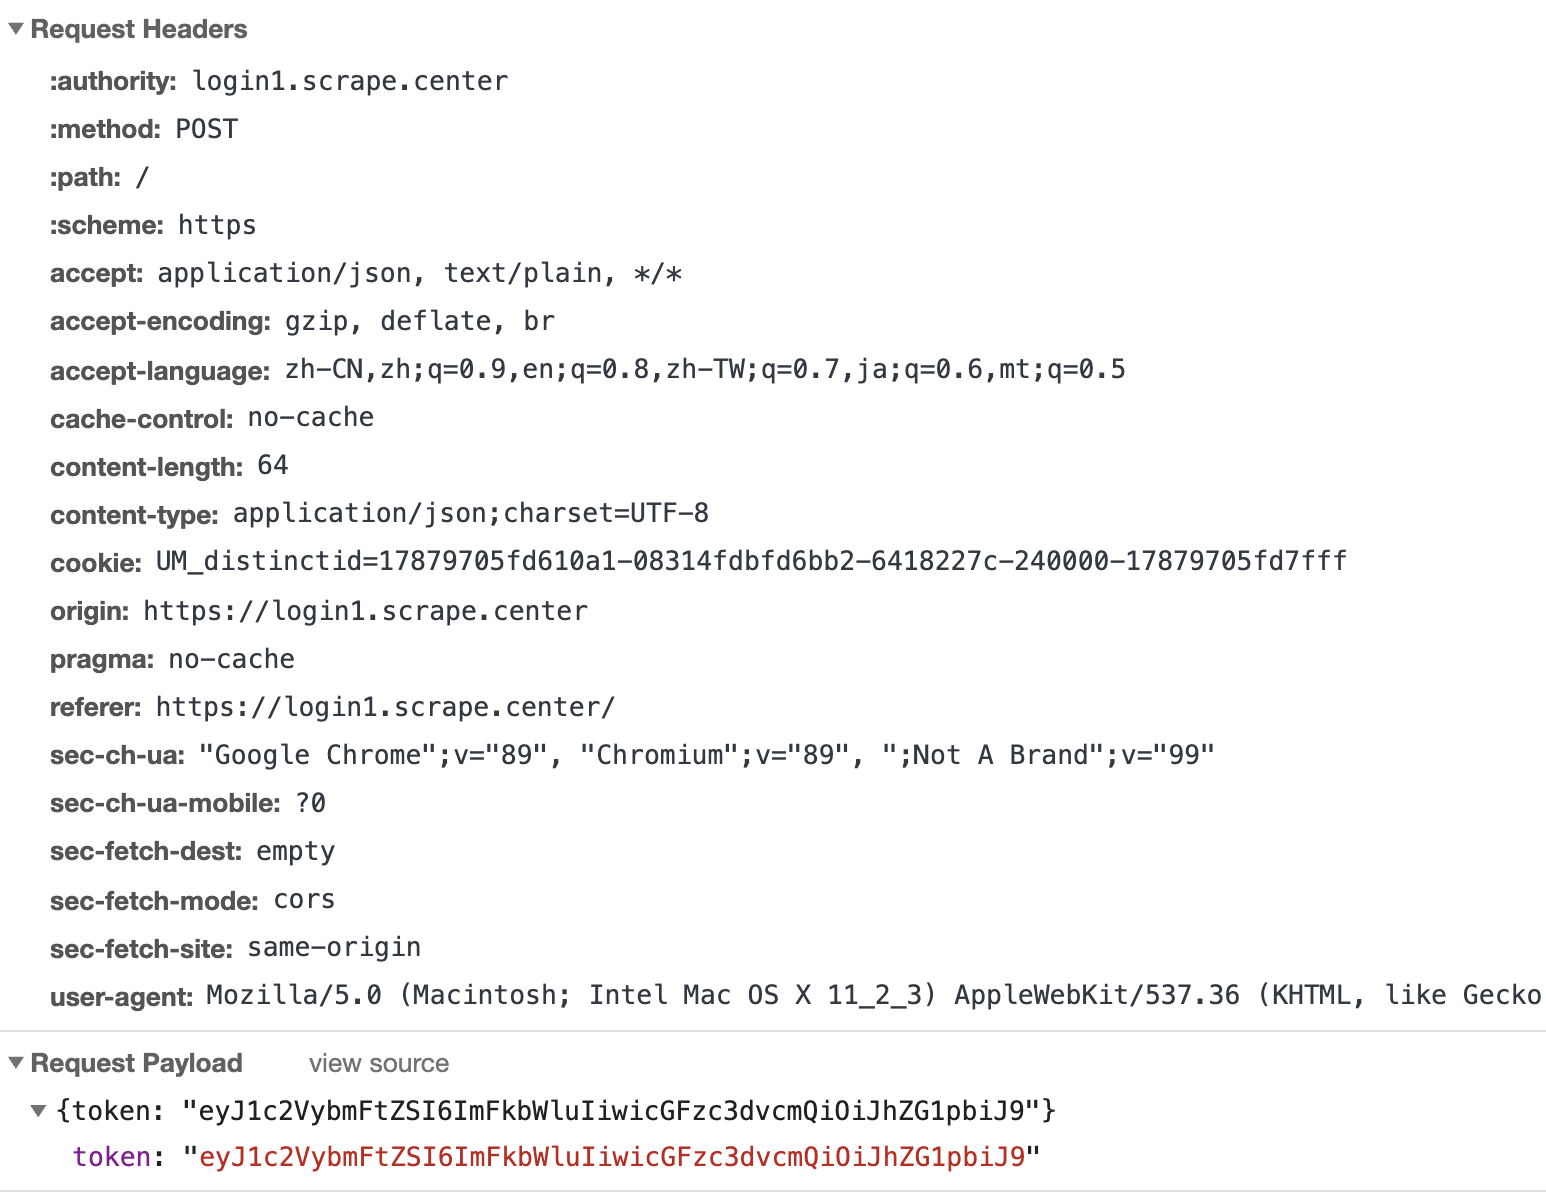 Request Headers
:authority: login1.scrape.center
:method: POST
:path: /
:scheme: https
accept: application/json, text/plain, */*
accept-encoding: gzip, deflate, br
accept-language: zh-CN,zh;q=0.9,en;q=0.8,zh-TW;q=0.7,ja;q=0.6,mt;q=0.5
cache-control: no-cache
content-length: 64
content-type: application/json;charset=UTF-8
cookie: UM_distinctid=17879705fd610a1-08314fdbfd6bb2-6418227c-240000-17879705fd7fff
origin: https://login1.scrape.center
pragma: no-cache
referer: https://login1.scrape.center/
sec-ch-ua: "Google Chrome";v="89", "Chromium";v="89", ";Not A Brand";v="99"
sec-ch-ua-mobile: ?0
sec-fetch-dest: empty
sec-fetch-mode: cors
sec-fetch-site: same-origin
user-agent: Mozilla/5.0 (Macintosh; Intel Mac OS X 11_2_3) AppleWebKit/537.36 (KHTML, like Gecko
Request Payload view source
{token: "eyJ1c2VybmFtZSI6ImFkbWluIiwicGFzc3dvcmQiOiJhZG1pbiJ9"}
token: "eyJ1c2VybmFtZSI6ImFkbWluIiwicGFzc3dvcmQiOiJhZG1pbiJ9"